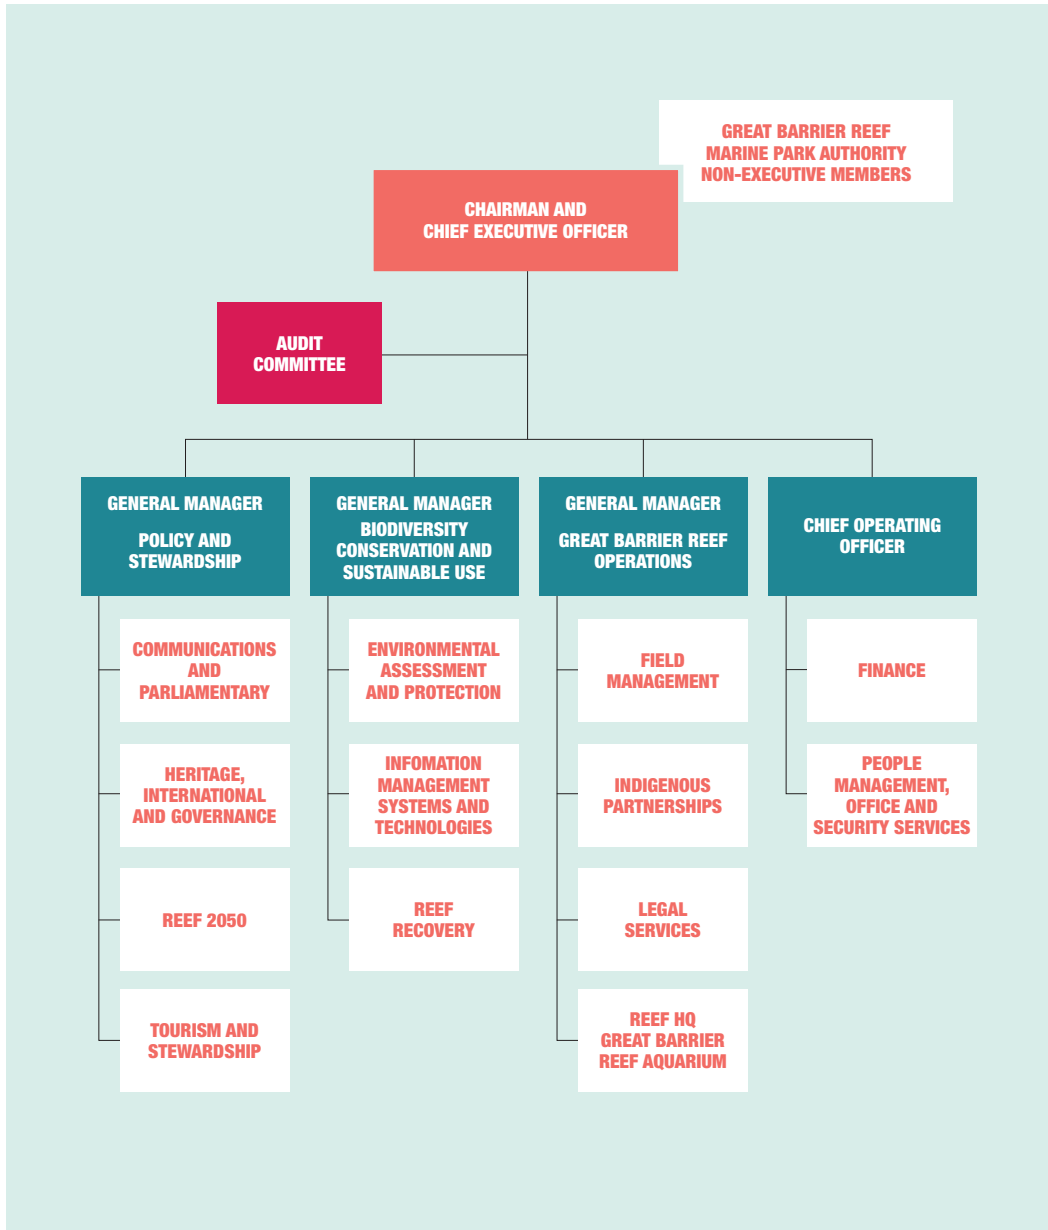 GREAT BARRIER REEF
MARINE PARK AUTHORITY
NON-EXECUTIVE MEMBERS
CHAIRMAN AND
CHIEF EXECUTIVE OFFICER
AUDIT
COMMITTEE
GENERAL MANAGER
POLICY AND
STEWARDSHIP
GENERAL MANAGER
BIODIVERSITY
CONSERVATION AND
SUSTAINABLE USE
GENERAL MANAGER
GREAT BARRIER REEF
OPERATIONS
CHIEF OPERATING
OFFICER
COMMUNICATIONS
AND
PARLIAMENTARY
HERITAGE,
INTERNATIONAL
AND GOVERNANCE
REEF 2050
TOURISM AND
STEWARDSHIP
ENVIRONMENTAL
ASSESSMENT
AND PROTECTION
INFOMATION
MANAGEMENT
SYSTEMS AND
TECHNOLOGIES
REEF
RECOVERY
FIELD
MANAGEMENT
INDIGENOUS
PARTNERSHIPS
LEGAL
SERVICES
REEF HQ
GREAT BARRIER
REEF AQUARIUM
FINANCE
PEOPLE
MANAGEMENT,
OFFICE AND
SECURITY SERVICES